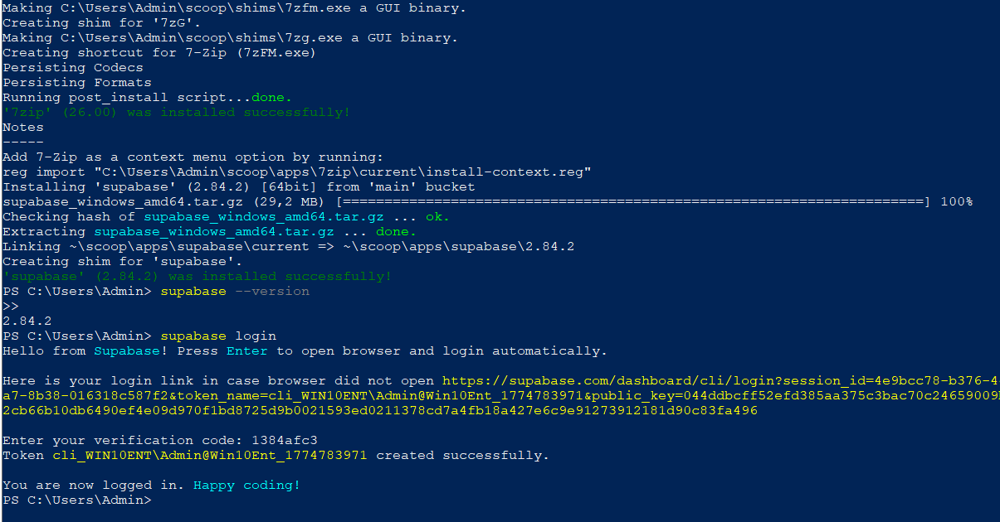 Making C:\Users\Admin\scoop\shims\7zfm.exe a GUI binary.
Creating shim for '7zG'.
Making C:\Users\Admin\scoop\shims\7zg.exe a GUI binary.
Creating shortcut for 7-Zip (7zFM.exe)
Persisting Codecs
Persisting Formats
Running post_install script...done.
'7zip' (26.00) was installed successfully!
Notes
-----
Add 7-Zip as a context menu option by running:
reg import "C:\Users\Admin\scoop\apps\7zip\current\install-context.reg"
Installing 'supabase' (2.84.2) [64bit] from 'main' bucket
supabase_windows_amd64.tar.gz (29,2 MB) [======================================================================] 100%
Checking hash of supabase_windows_amd64.tar.gz ... ok.
Extracting supabase_windows_amd64.tar.gz ... done.
Linking ~\scoop\apps\supabase\current => ~\scoop\apps\supabase\2.84.2
Creating shim for 'supabase'.
'supabase' (2.84.2) was installed successfully!
PS C:\Users\Admin> supabase --version
>>
2.84.2
PS C:\Users\Admin> supabase login
Hello from Supabase! Press Enter to open browser and login automatically.
Here is your login link in case browser did not open https://supabase.com/dashboard/cli/login?session_id=4e9bcc78-b376-4
a7-8b38-016318c587f2&token_name=cli_WIN10ENT\Admin@Win10Ent_1774783971&public_key=044ddbcff52efd385aa375c3bac70c24659009
2cb66b10db6490ef4e09d970f1bd8725d9b0021593ed0211378cd7a4fb18a427e6c9e91273912181d90c83fa496
Enter your verification code: 1384afc3
Token cli_WIN10ENT\Admin@Win10Ent_1774783971 created successfully.
You are now logged in. Happy coding!
PS C:\Users\Admin>